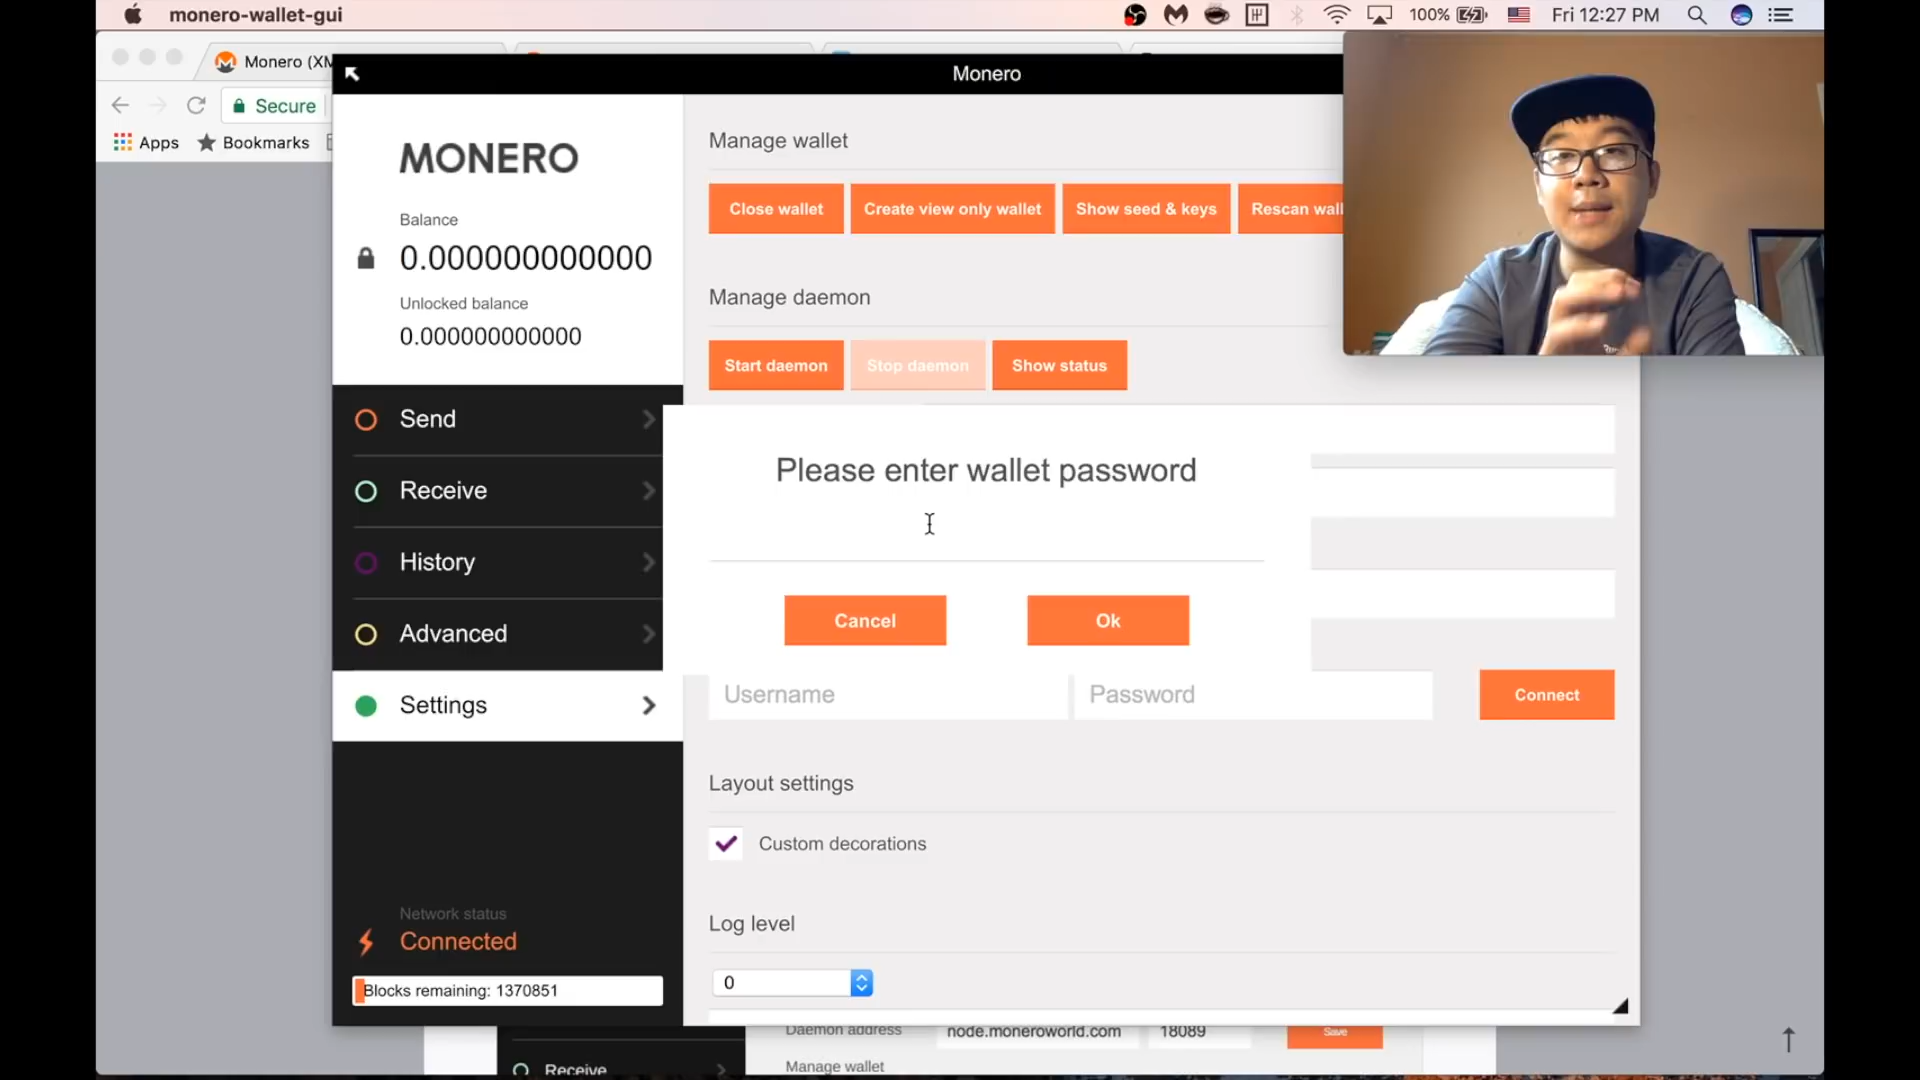 monero-wallet-gui
100%
Fri 12:27 PM
Monero (XM
Monero
Secure
Apps
Bookmarks
MONERO
Balance
0.000000000000
Unlocked balance
0.000000000000
Send
Receive
History
Advanced
Settings
Network status
Connected
Blocks remaining: 1370851
Manage wallet
Close wallet
Create view only wallet
Show seed & keys
Rescan wall
Manage daemon
Start daemon
Stop daemon
Show status
Please enter wallet password
Cancel
Ok
Username
Password
Connect
Layout settings
Custom decorations
Log level
0
Daemon address
node.moneroworld.com
18089
Save
Receive
Manage wallet